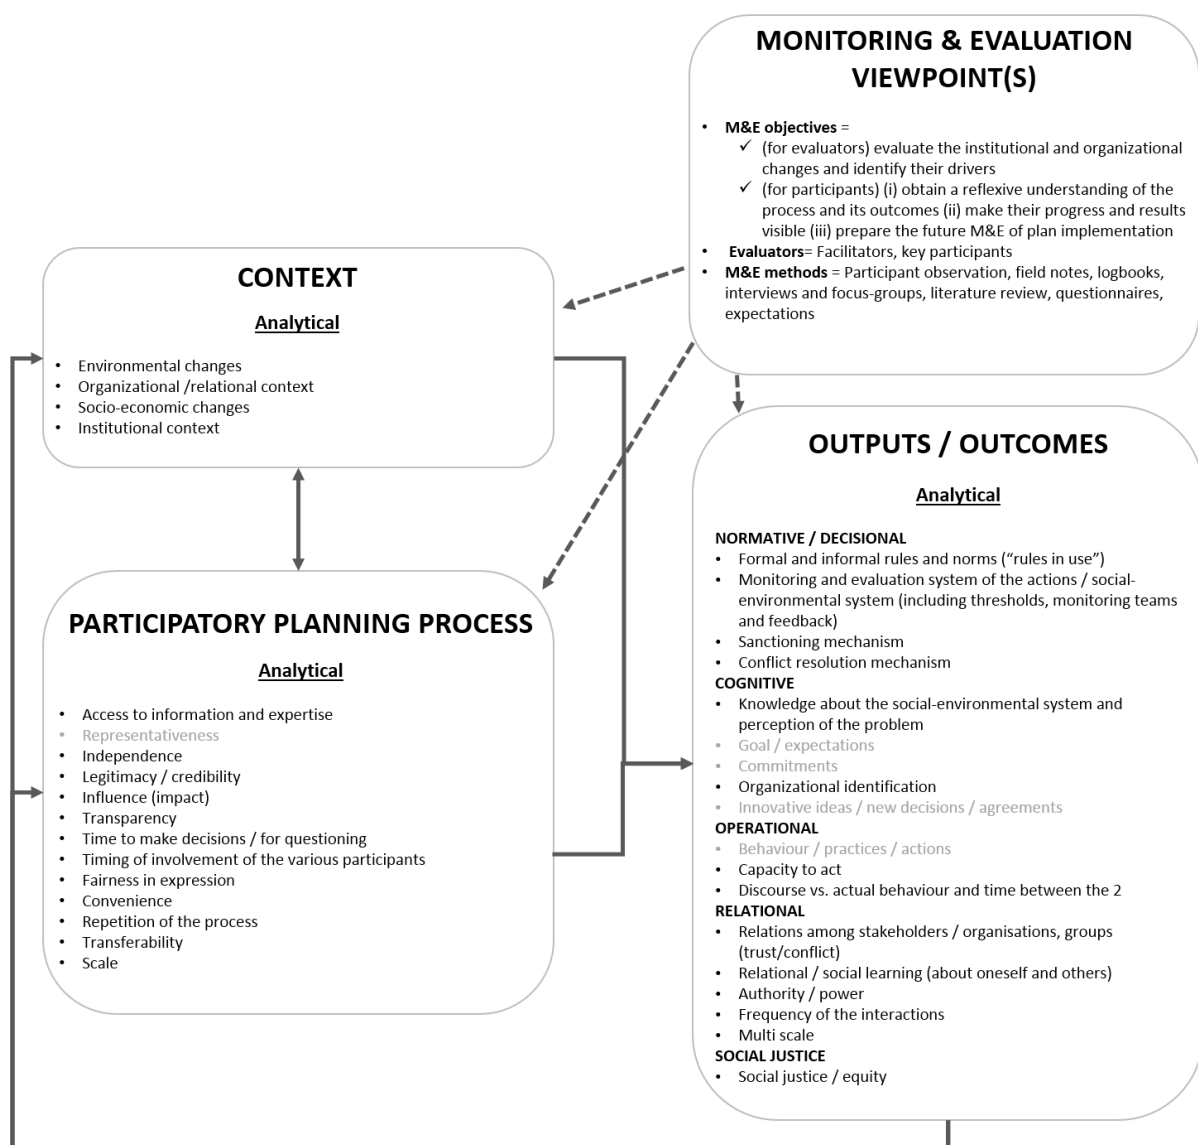 MONITORING & EVALUATION
VIEWPOINT(S)
• M&E objectives =
✓ (for evaluators) evaluate the institutional and organizational
changes and identify their drivers
✓ (for participants) (i) obtain a reflexive understanding of the
process and its outcomes (ii) make their progress and results
visible (iii) prepare the future M&E of plan implementation
• Evaluators= Facilitators, key participants
• M&E methods = Participant observation, field notes, logbooks,
interviews and focus-groups, literature review, questionnaires,
expectations
CONTEXT
Analytical
• Environmental changes
• Organizational /relational context
• Socio-economic changes
• Institutional context
PARTICIPATORY PLANNING PROCESS
Analytical
• Access to information and expertise
• Representativeness
• Independence
• Legitimacy / credibility
• Influence (impact)
• Transparency
• Time to make decisions / for questioning
• Timing of involvement of the various participants
• Fairness in expression
• Convenience
• Repetition of the process
• Transferability
• Scale
OUTPUTS / OUTCOMES
Analytical
NORMATIVE / DECISIONAL
• Formal and informal rules and norms (“rules in use”)
• Monitoring and evaluation system of the actions / social-
environmental system (including thresholds, monitoring teams
and feedback)
• Sanctioning mechanism
• Conflict resolution mechanism
COGNITIVE
• Knowledge about the social-environmental system and
perception of the problem
• Goal / expectations
• Commitments
• Organizational identification
• Innovative ideas / new decisions / agreements
OPERATIONAL
• Behaviour / practices / actions
• Capacity to act
• Discourse vs. actual behaviour and time between the 2
RELATIONAL
• Relations among stakeholders / organisations, groups
(trust/conflict)
• Relational / social learning (about oneself and others)
• Authority / power
• Frequency of the interactions
• Multi scale
SOCIAL JUSTICE
• Social justice / equity